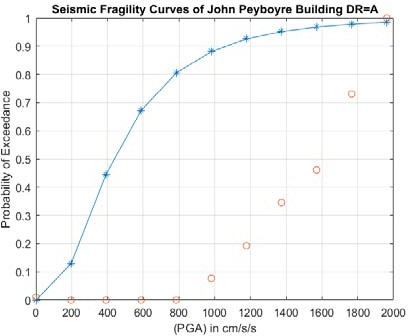 Seismic Fragility Curves of John Peyboyre Building DR=A
Probability of Exceedance
1
0.9
0.8
0.7
0.6
0.5
0.4
0.3
0.2
0.1
0
0 200 400 600 800 1000 1200 1400 1600 1800 2000
(PGA) in cm/s/s